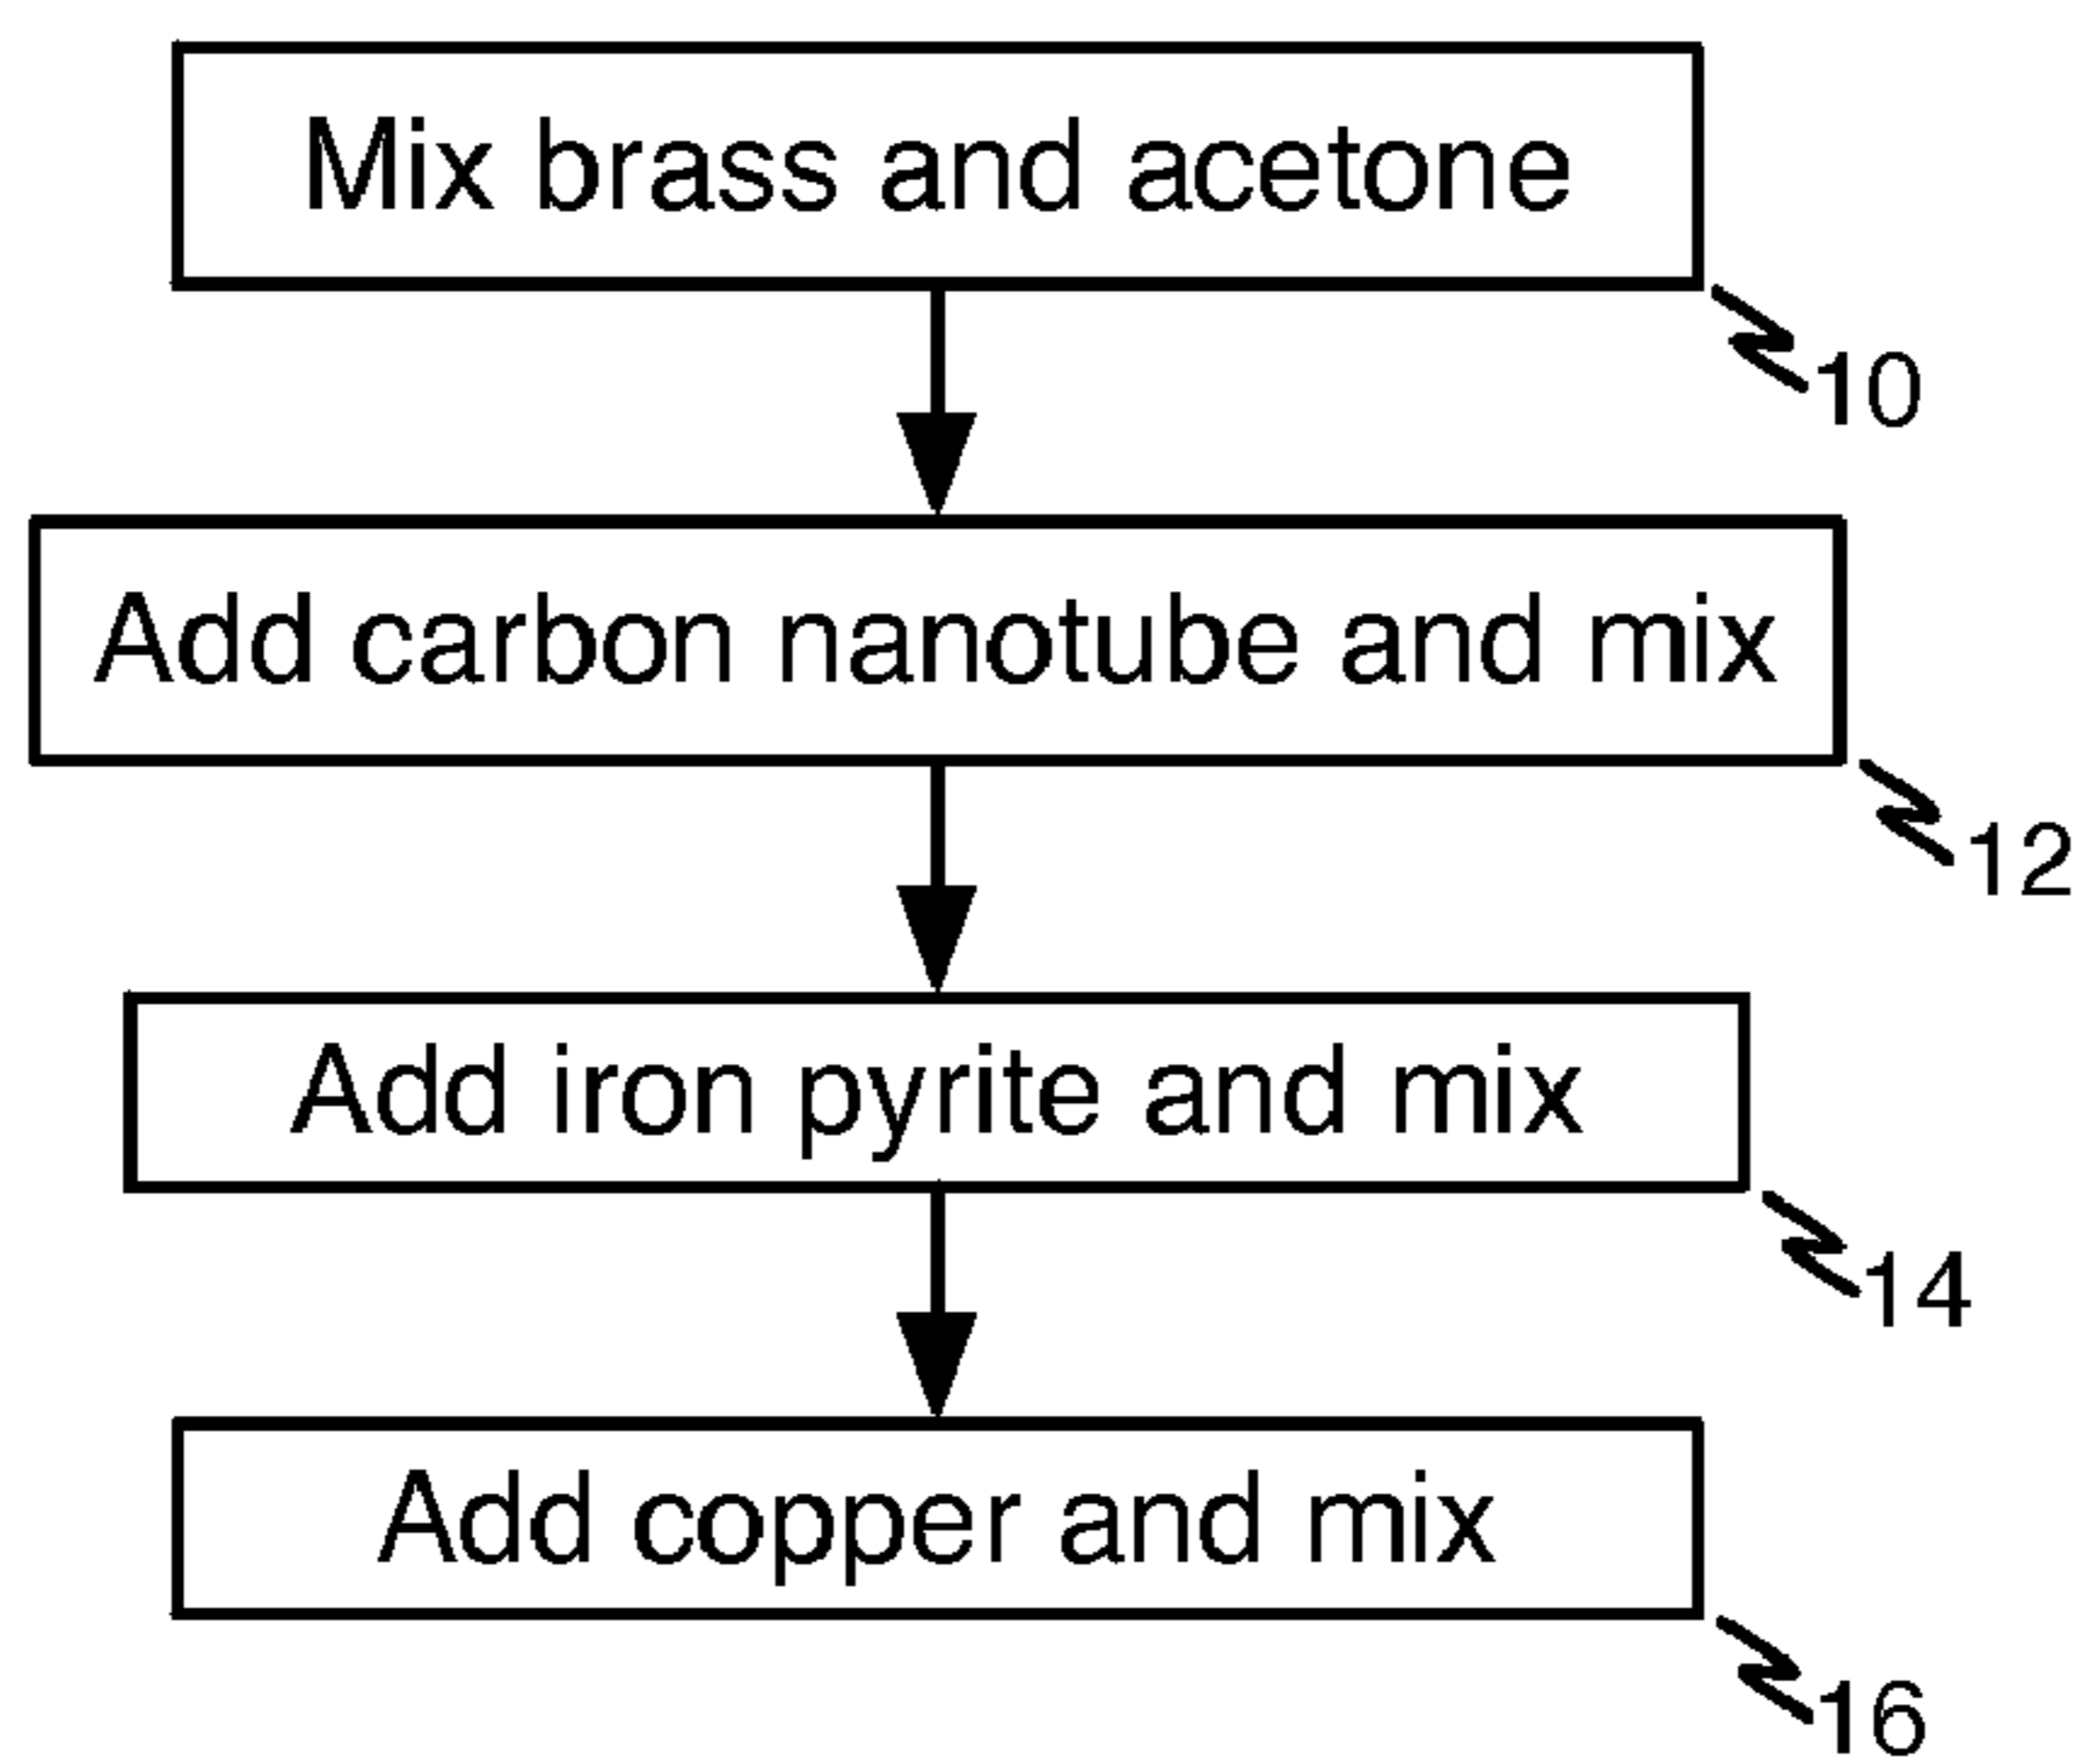 Mix brass and acetone
10
Add carbon nanotube and mix
12
Add iron pyrite and mix
14
Add copper and mix
16